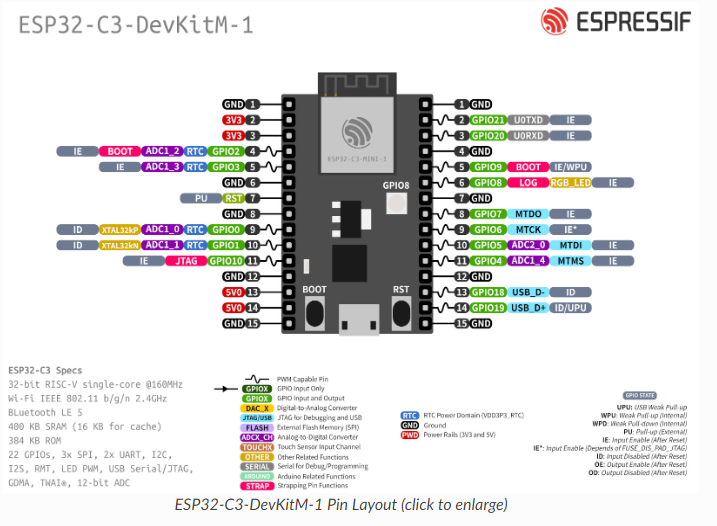 ESP32-C3-DevKitM-1
ESPRESSIF
GND 1
3V3 2
3V3 3
IE BOOT ADC1_2 RTC GPIO2 4
IE ADC1_3 RTC GPIO3 5
GND 6
PU RST 7
GND 8
ID XTAL32kP ADC1_0 RTC GPIO0 9
ID XTAL32kN ADC1_1 RTC GPIO1 10
IE JTAG GPIO10 11
GND 12
5V0 13
5V0 14
GND 15
ESP32-C3-MINI-1
GPIO8
BOOT
RST
1 GND
2 GPIO21 U0TXD IE
3 GPIO20 U0RXD IE
4 GND
5 GPIO9 BOOT IE/WPU
6 GPIO8 LOG RGB_LED IE
7 GND
8 GPIO7 MTDO IE
9 GPIO6 MTCK IE*
10 GPIO5 ADC2_0 MTDI IE
11 GPIO4 ADC1_4 MTMS IE
12 GND
13 GPIO18 USB_D- ID
14 GPIO19 USB_D+ ID/UPU
15 GND
ESP32-C3 Specs
32-bit RISC-V single-core @160MHz
Wi-Fi IEEE 802.11 b/g/n 2.4GHz
BLuetooth LE 5
400 KB SRAM (16 KB for cache)
384 KB ROM
22 GPIOs, 3x SPI, 2x UART, I2C,
I2S, RMT, LED PWM, USB Serial/JTAG,
GDMA, TWAI®, 12-bit ADC
PWM Capable Pin
GPIOX GPIO Input Only
GPIOX GPIO Input and Output
DAC_X Digital-to-Analog Converter
JTAG/USB JTAG for Debugging and USB
FLASH External Flash Memory (SPI)
ADCX_CH Analog-to-Digital Converter
TOUCHX Touch Sensor Input Channel
OTHER Other Related Functions
SERIAL Serial for Debug/Programming
ARDUINO Arduino Related Functions
STRAP Strapping Pin Functions
RTC RTC Power Domain (VDD3P3_RTC)
GND Ground
PWD Power Rails (3V3 and 5V)
GPIO STATE
UPU: USB Weak Pull-up
WPU: Weak Pull-up (Internal)
WPD: Weak Pull-down (Internal)
PU: Pull-up (External)
IE: Input Enable (After Reset)
IE*: Input Enable (Depends of FUSE_DIS_PAD_JTAG)
ID: Input Disabled (After Reset)
OE: Output Enable (After Reset)
OD: Output Disabled (After Reset)
ESP32-C3-DevKitM-1 Pin Layout (click to enlarge)